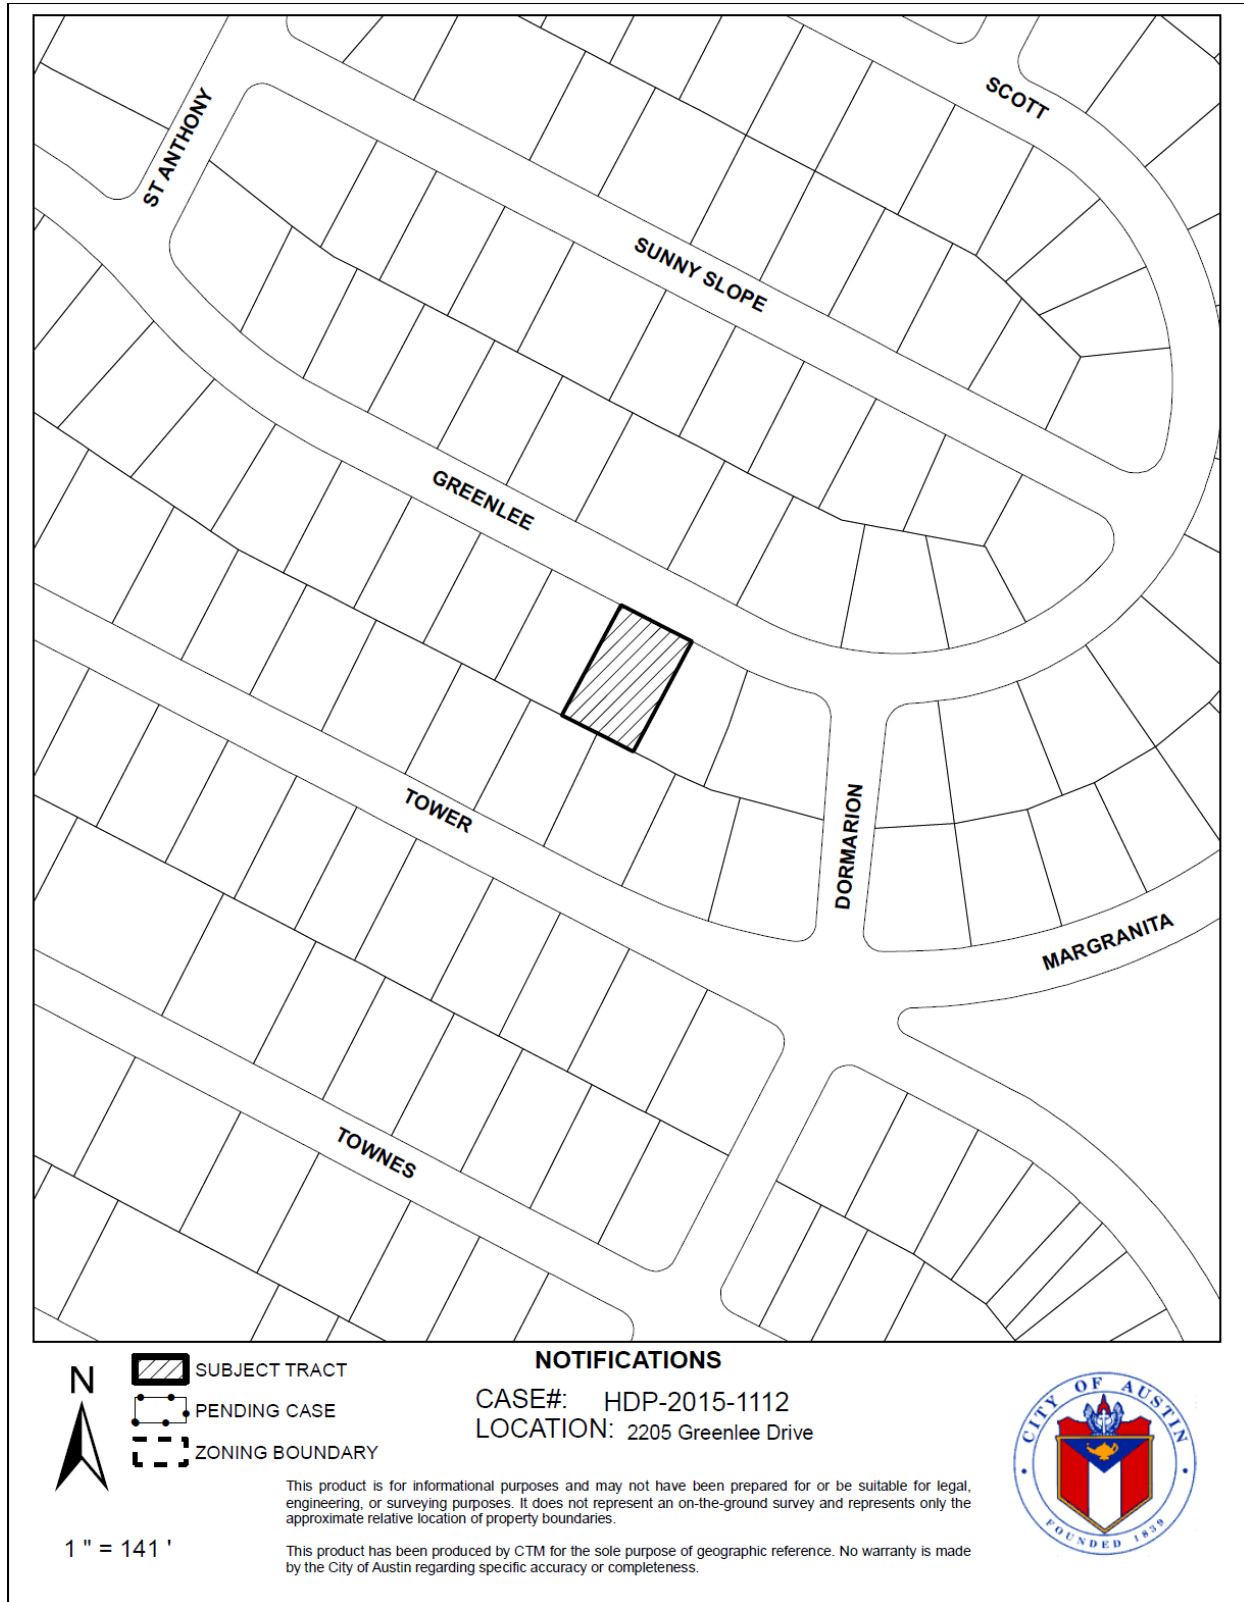 SCOTT
ST ANTHONY
SUNNY SLOPE
GREENLEE
TOWER
DORMARION
MARGRANITA
TOWNES
NOTIFICATIONS
N
SUBJECT TRACT
PENDING CASE
ZONING BOUNDARY
CASE#: HDP-2015-1112
LOCATION: 2205 Greenlee Drive
This product is for informational purposes and may not have been prepared for or be suitable for legal,
engineering, or surveying purposes. It does not represent an on-the-ground survey and represents only the
approximate relative location of property boundaries.
1 " = 141 '
This product has been produced by CTM for the sole purpose of geographic reference. No warranty is made
by the City of Austin regarding specific accuracy or completeness.
CITY OF AUSTIN
FOUNDED 1839